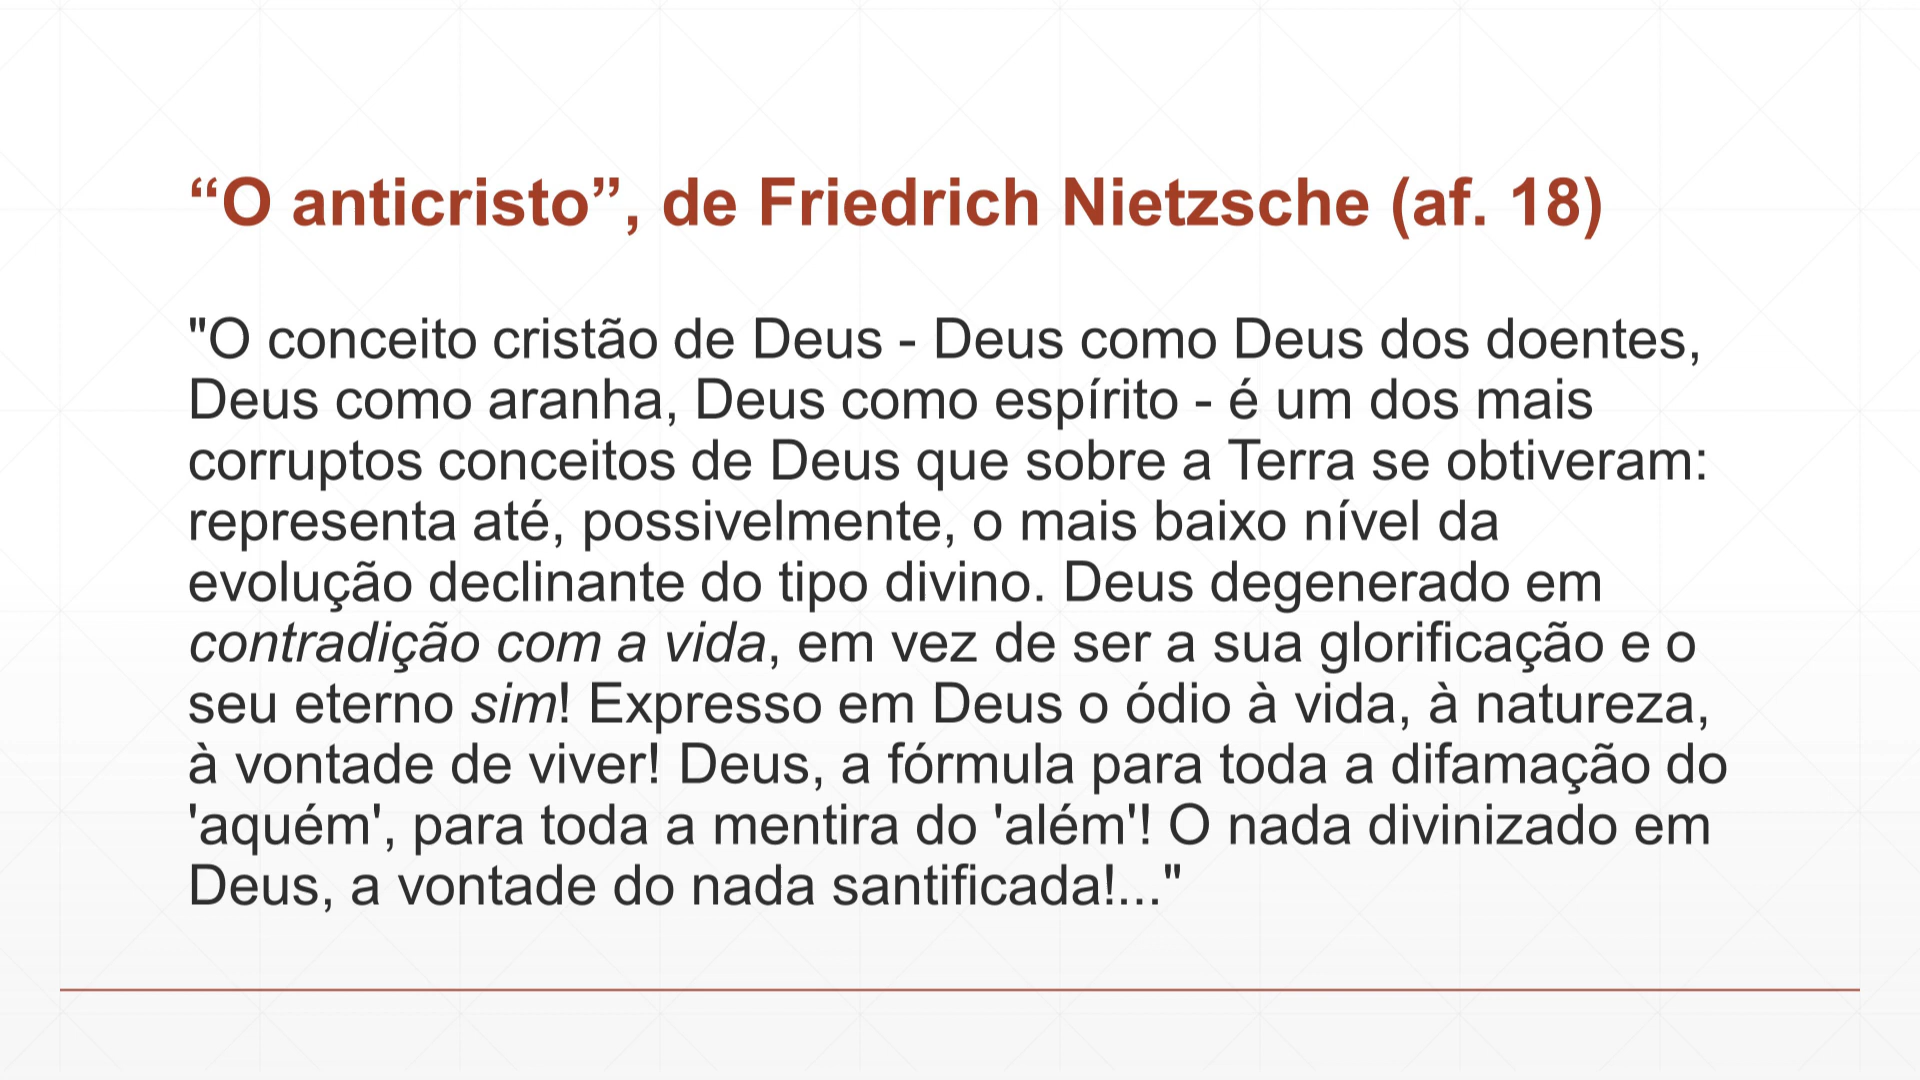 “O anticristo”, de Friedrich Nietzsche (af. 18)
"O conceito cristão de Deus - Deus como Deus dos doentes,
Deus como aranha, Deus como espírito - é um dos mais
corruptos conceitos de Deus que sobre a Terra se obtiveram:
representa até, possivelmente, o mais baixo nível da
evolução declinante do tipo divino. Deus degenerado em
contradição com a vida, em vez de ser a sua glorificação e o
seu eterno sim! Expresso em Deus o ódio à vida, à natureza,
à vontade de viver! Deus, a fórmula para toda a difamação do
'aquém', para toda a mentira do 'além'! O nada divinizado em
Deus, a vontade do nada santificada!..."